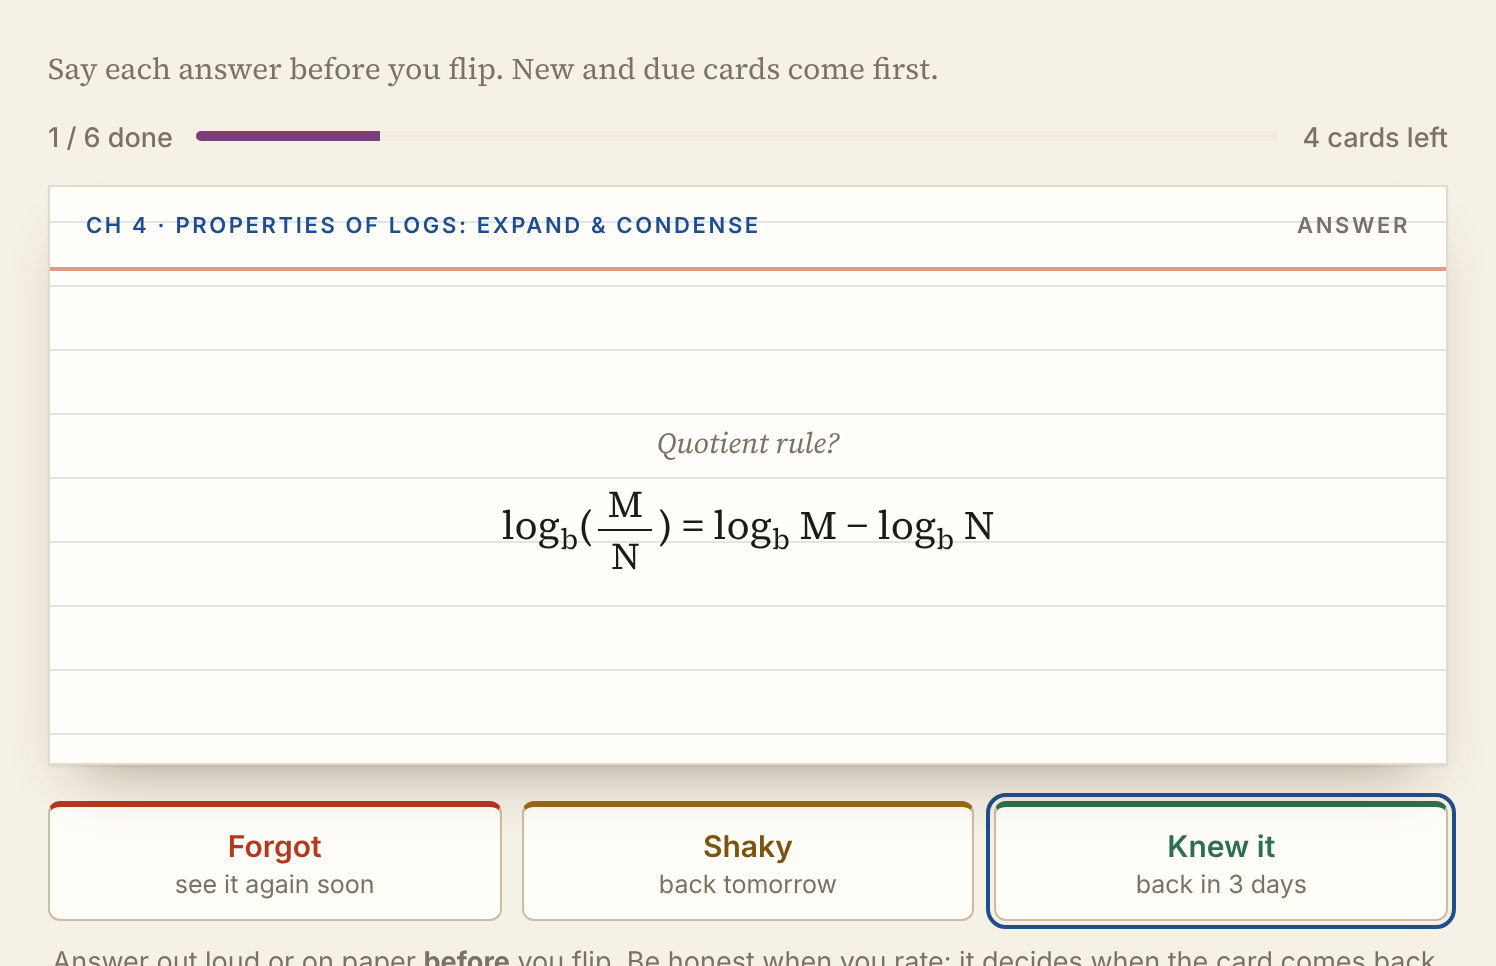 Say each answer before you flip. New and due cards come first.
1 / 6 done
4 cards left
CH 4 · PROPERTIES OF LOGS: EXPAND & CONDENSE
ANSWER
Quotient rule?
log_b(M/N) = log_b M − log_b N
Forgot
see it again soon
Shaky
back tomorrow
Knew it
back in 3 days
Answer out loud or on paper before you flip. Be honest when you rate: it decides when the card comes back.